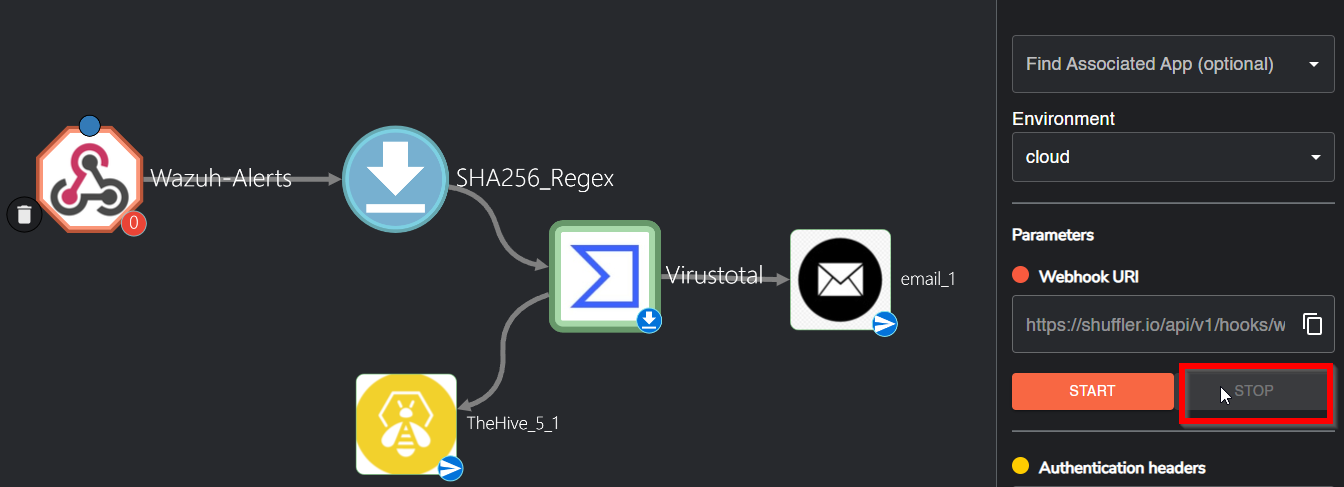 Wazuh-Alerts
0
SHA256_Regex
Virustotal
email_1
TheHive_5_1
Find Associated App (optional)
Environment
cloud
Parameters
Webhook URI
https://shuffler.io/api/v1/hooks/w
START
STOP
Authentication headers